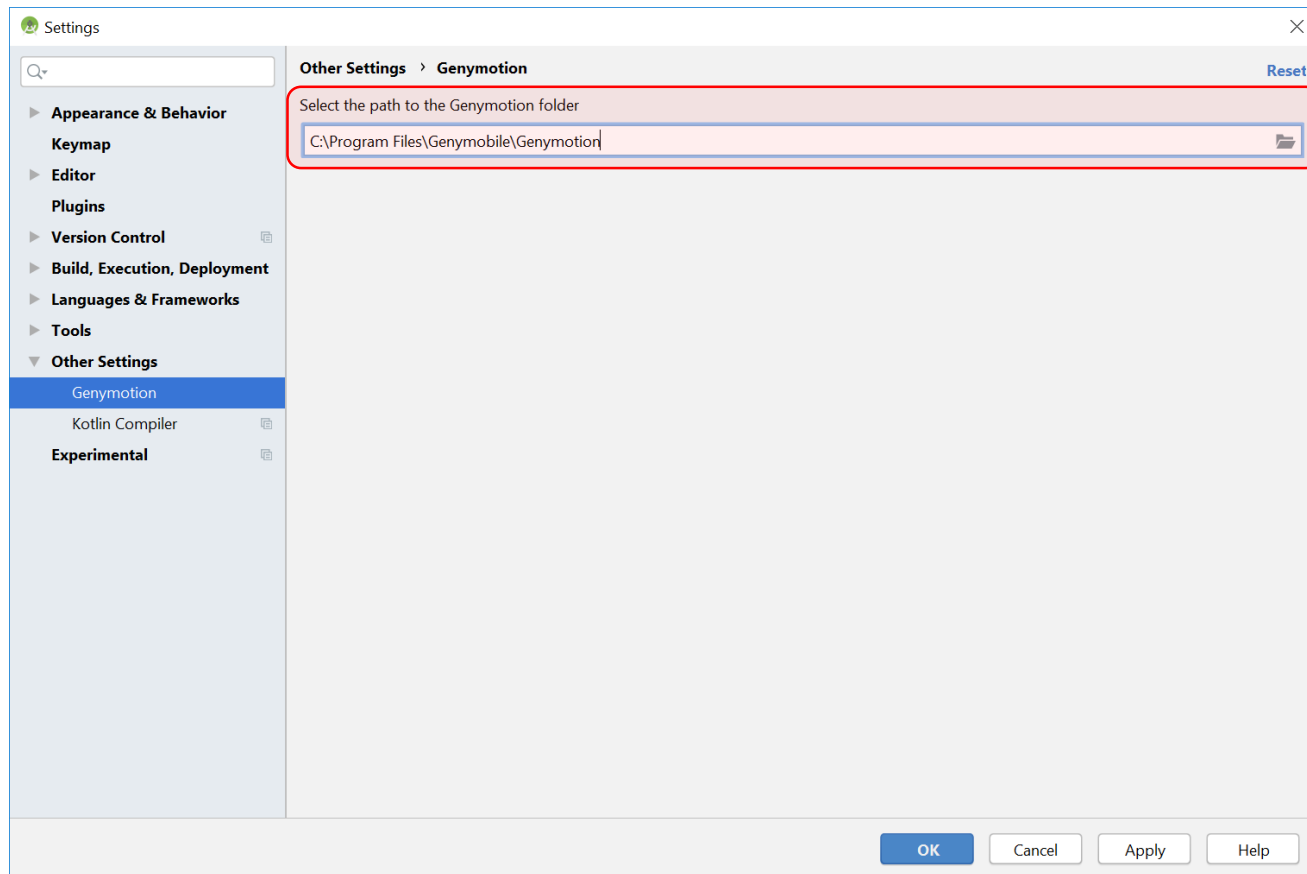 Settings
Other Settings › Genymotion
Reset
Select the path to the Genymotion folder
C:\Program Files\Genymobile\Genymotion
Appearance & Behavior
Keymap
Editor
Plugins
Version Control
Build, Execution, Deployment
Languages & Frameworks
Tools
Other Settings
Genymotion
Kotlin Compiler
Experimental
OK
Cancel
Apply
Help